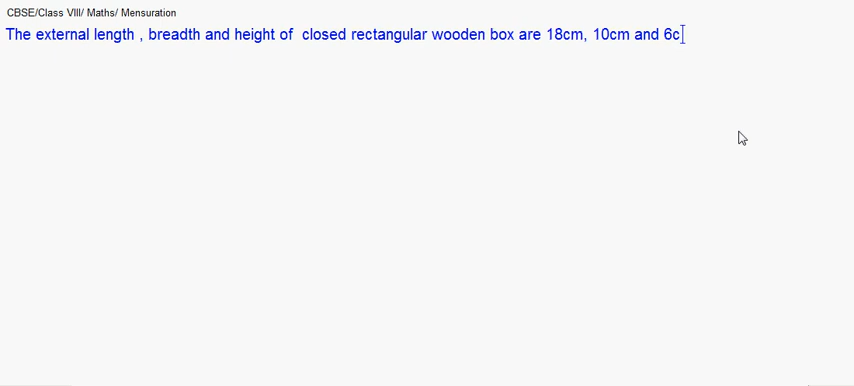 CBSE/Class VIII/ Maths/ Mensuration
The external length , breadth and height of  closed rectangular wooden box are 18cm, 10cm and 6c